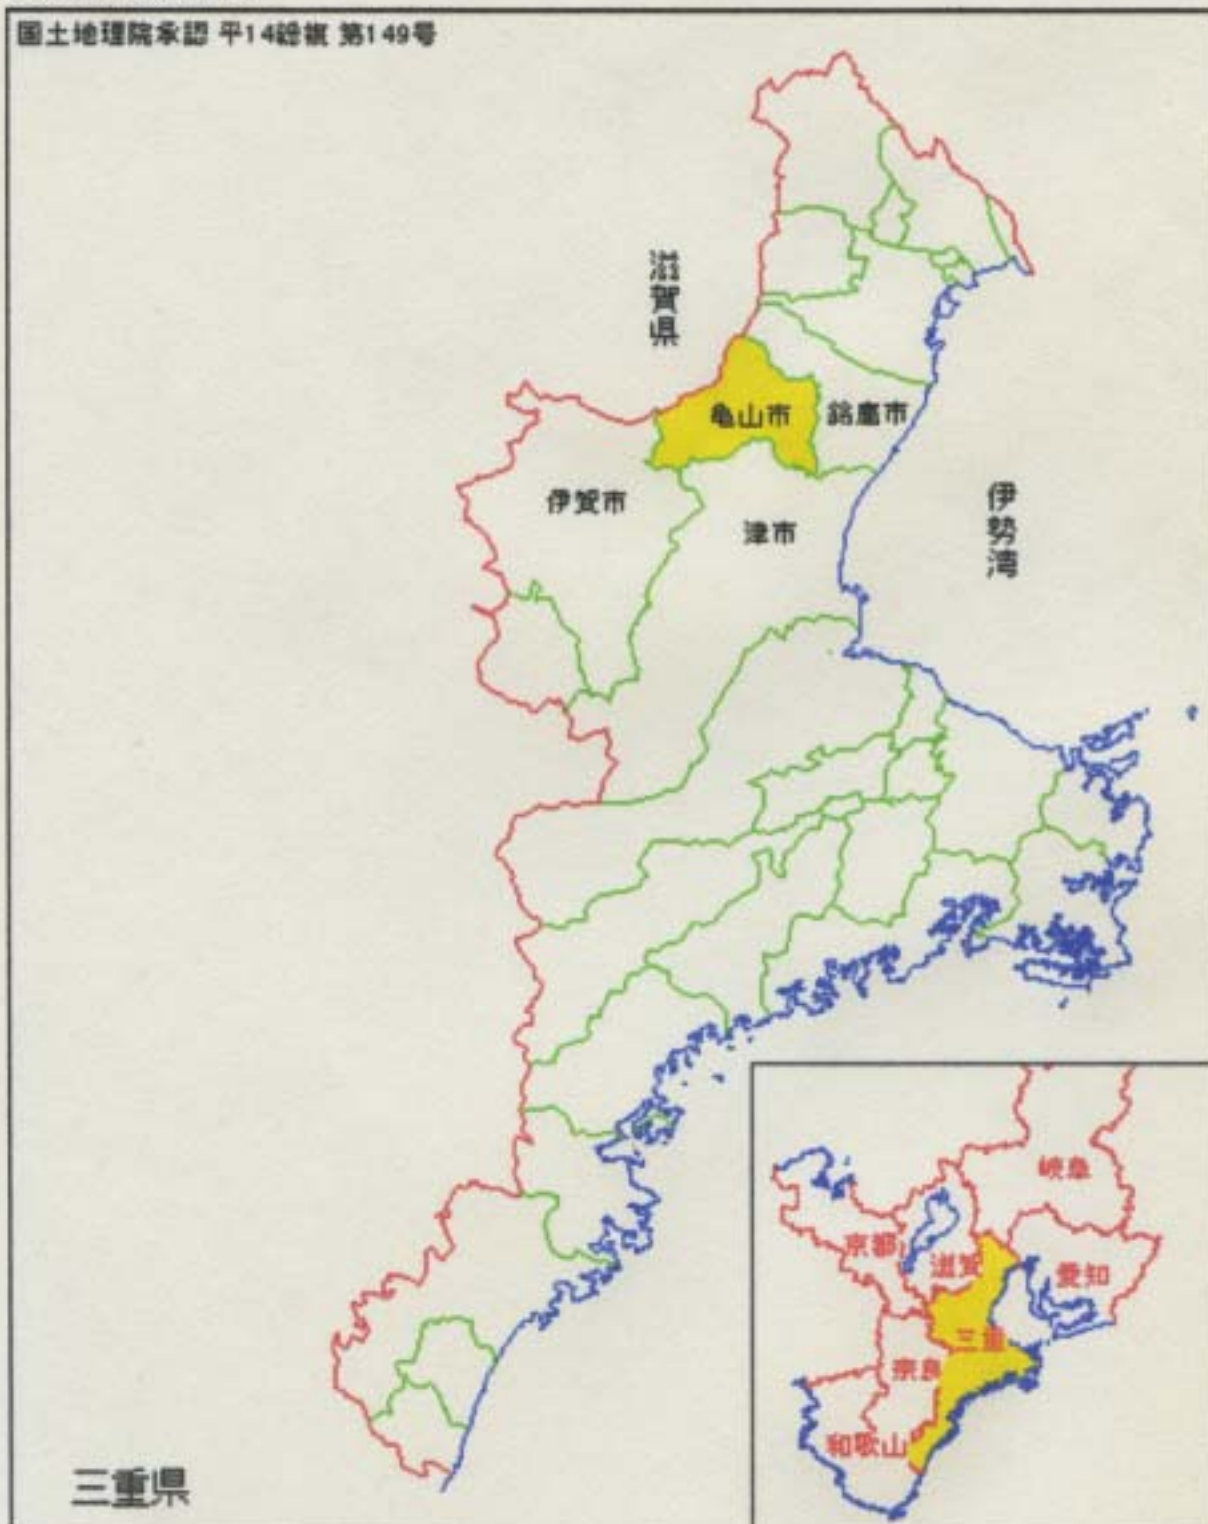 国土地理院承認 平14総複 第149号
滋賀県
亀山市
鈴鹿市
伊賀市
津市
伊勢湾
岐阜
京都
滋賀
愛知
三重
奈良
和歌山
三重県